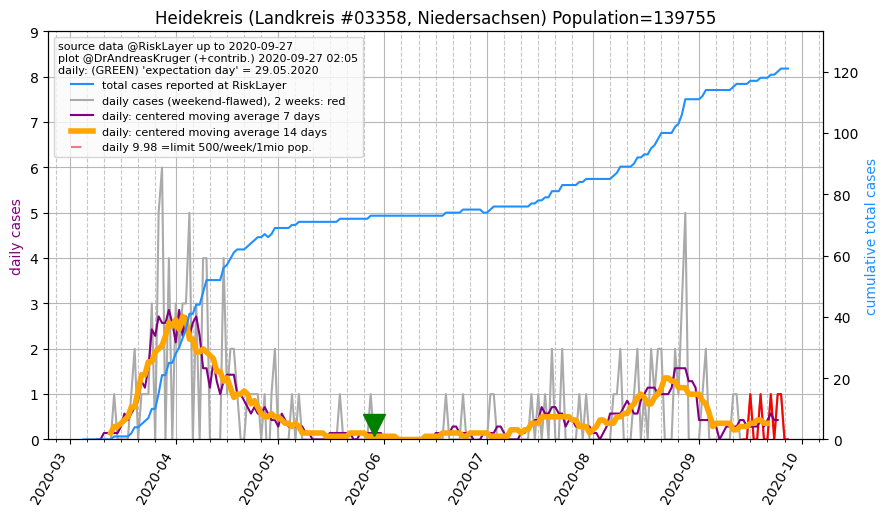 Heidekreis (Landkreis #03358, Niedersachsen) Population=139755
source data @RiskLayer up to 2020-09-27
plot @DrAndreasKruger (+contrib.) 2020-09-27 02:05
daily: (GREEN) 'expectation day' = 29.05.2020
total cases reported at RiskLayer
daily cases (weekend-flawed), 2 weeks: red
daily: centered moving average 7 days
daily: centered moving average 14 days
daily 9.98 =limit 500/week/1mio pop.
daily cases
9
8
7
6
5
4
3
2
1
0
cumulative total cases
120
100
80
60
40
20
0
2020-03
2020-04
2020-05
2020-06
2020-07
2020-08
2020-09
2020-10